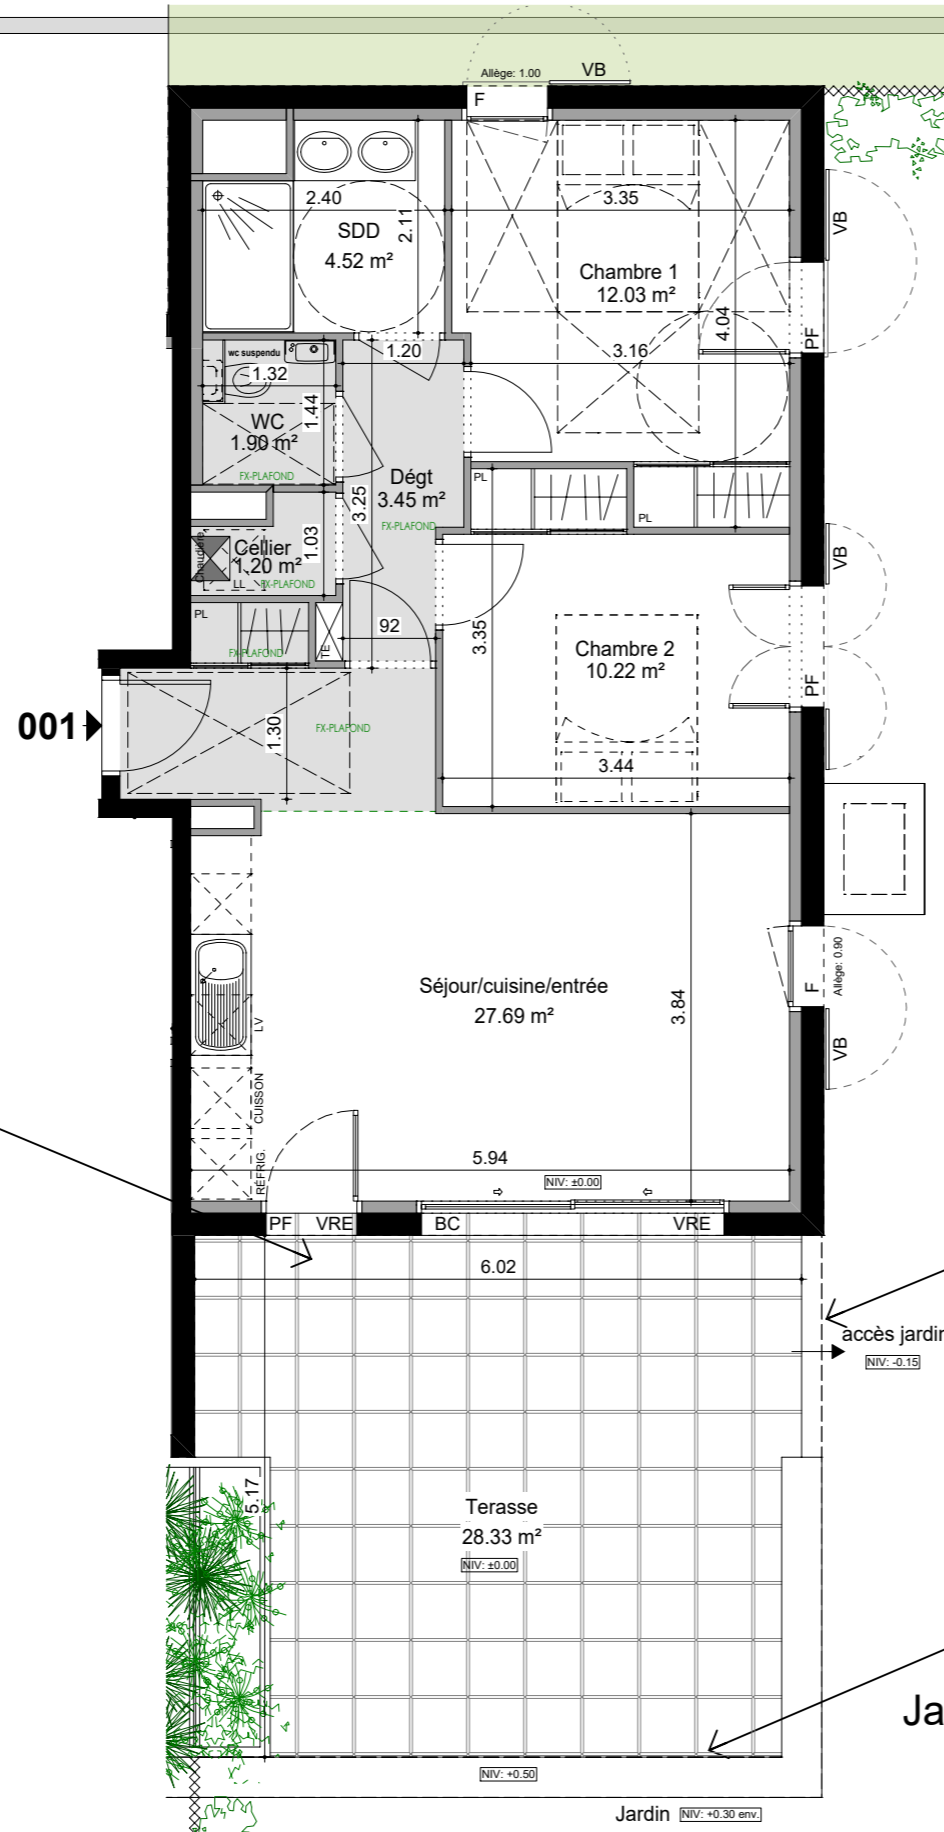 Allège: 1.00
VB
F
2.40
3.35
VB
SDD
4.52 m²
2.11
Chambre 1
12.03 m²
4.04
PF
1.20
3.16
wc suspendu
1.32
1.44
WC
1.90 m²
FX-PLAFOND
Dégt
3.45 m²
FX-PLAFOND
3.25
PL
PL
Chaudière
Cellier
1.20 m²
1.03
LL
FX-PLAFOND
VB
PL
FX-PLAFOND
TE
92
3.35
Chambre 2
10.22 m²
PF
001
1.30
FX-PLAFOND
3.44
Séjour/cuisine/entrée
27.69 m²
3.84
F
Allège: 0.90
VB
LV
CUISSON
RÉFRIG.
5.94
NIV: ±0.00
PF
VRE
BC
VRE
6.02
accès jardin
NIV: -0.15
5.17
Terasse
28.33 m²
NIV: ±0.00
Ja
NIV: +0.50
Jardin
NIV: +0.30 env.